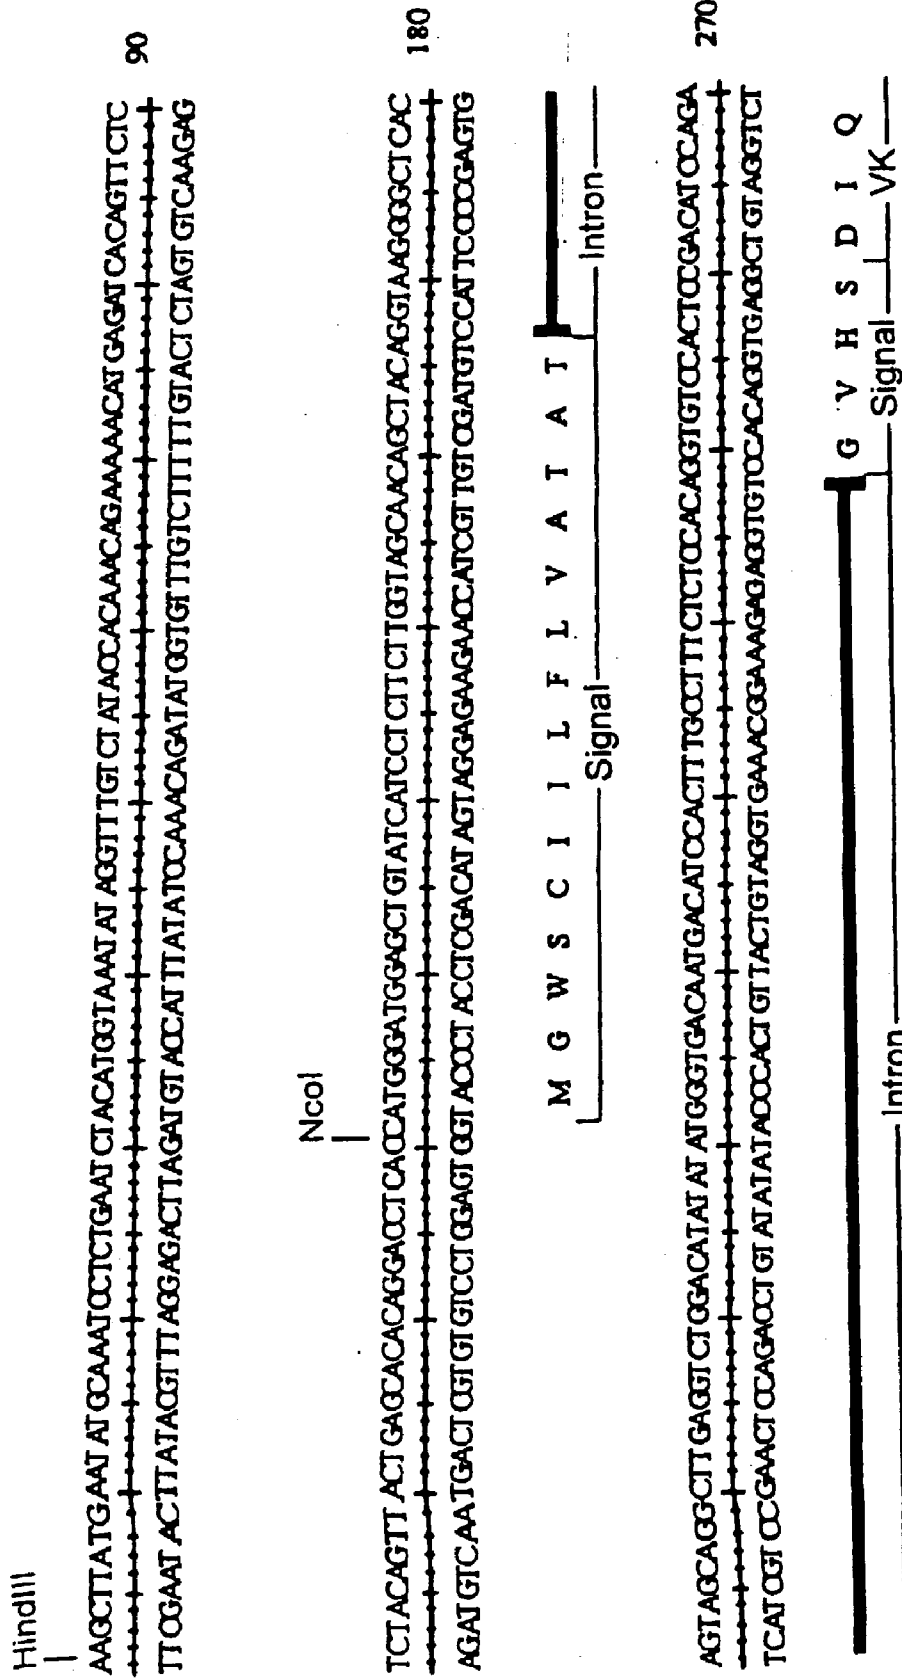 HindIII
AAGCTTATGAATATGCAAATCCTCTGAATCTACATGGTAAATATAGGTTTGTCTATACCACAAACAGAAAAACATGAGATCACAGTTCTC
90
TTCGAATACTTATACGTTTAGGAGACTTAGATGTACCATTTATATCCAAACAGATATGGTGTTTGTCTTTTTGTACTCTAGTGTCAAGAG
NcoI
TCTACAGTTACTGAGCACACAGGACCTCACCATGGGATGGAGCTGTATCATCCTCTTCTTGGTAGCAACAGCTACAGGTAAGGGGCTCAC
180
AGATGTCAATGACTCGTGTGTCCTGGAGTGGTACCCTACCTCGACATAGTAGGAGAAGAACCATCGTTGTCGATGTCCATTCCCCGAGTG
M G W S C I I L F L V A T A T
Signal Intron
AGTAGCAGGCTTGAGGTCTGGACATATATATGGGTGACAATGACATCCACTTTGCCTTTCTCTCCACAGGTGTCCACTCCGACATCCAGA
270
TCATCGTCCGAACTCCAGACCTGTATATATACCCACTGTTACTGTAGGTGAAACGGAAAGAGAGGTGTCCACAGGTGAGGCTGTAGGTCT
G V H S D I Q
Intron Signal VK